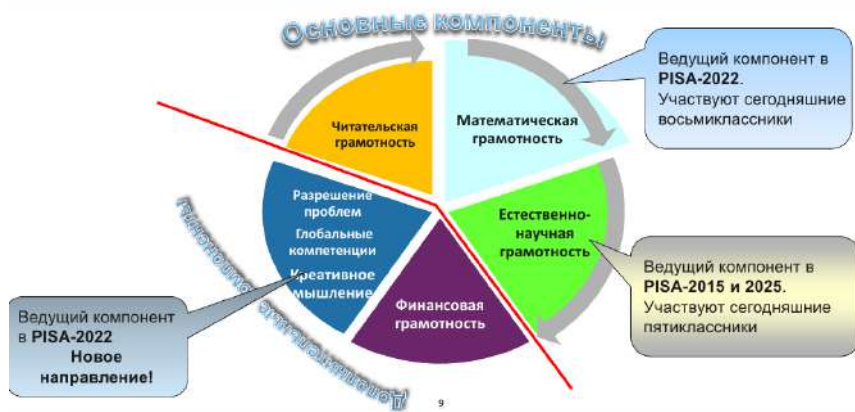 Основные компоненты
Ведущий компонент в
PISA-2022.
Участвуют сегодняшние
восьмиклассники
Читательская
грамотность
Математическая
грамотность
Разрешение
проблем
Глобальные
компетенции
Креативное
мышление
Естественно-
научная
грамотность
Финансовая
грамотность
Ведущий компонент в
PISA-2015 и 2025.
Участвуют сегодняшние
пятиклассники
Ведущий компонент
в PISA-2022
Новое
направление!
Дополнительные компоненты
9